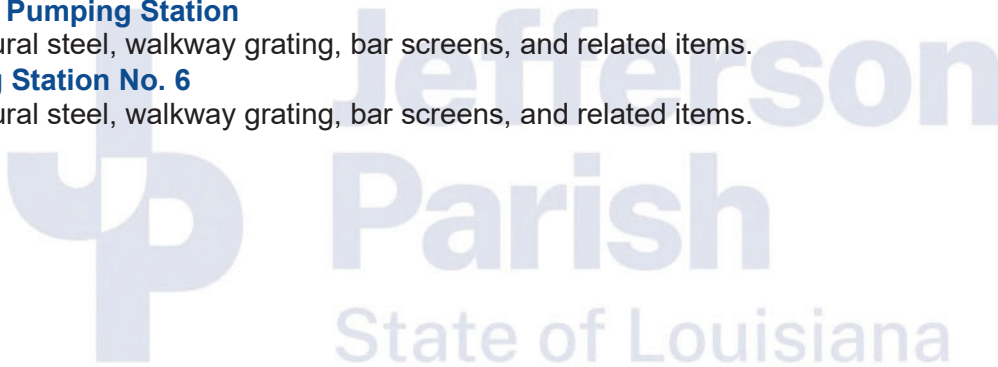 Pumping Station
ural steel, walkway grating, bar screens, and related items.
g Station No. 6
ural steel, walkway grating, bar screens, and related items.
Jefferson
Parish
State of Louisiana